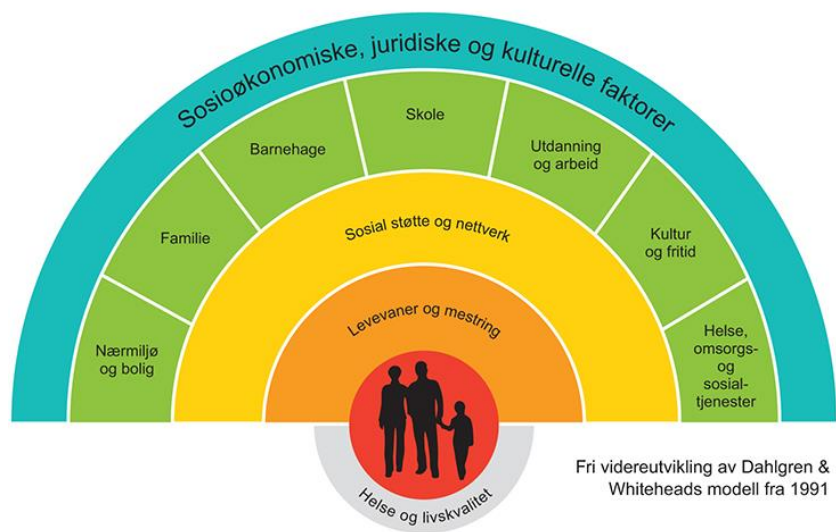 Sosioøkonomiske, juridiske og kulturelle faktorer
Nærmiljø
og bolig
Familie
Barnehage
Skole
Utdanning
og arbeid
Kultur
og fritid
Helse,
omsorgs-
og
sosial-
tjenester
Sosial støtte og nettverk
Levevaner og mestring
Helse og livskvalitet
Fri videreutvikling av Dahlgren &
Whiteheads modell fra 1991